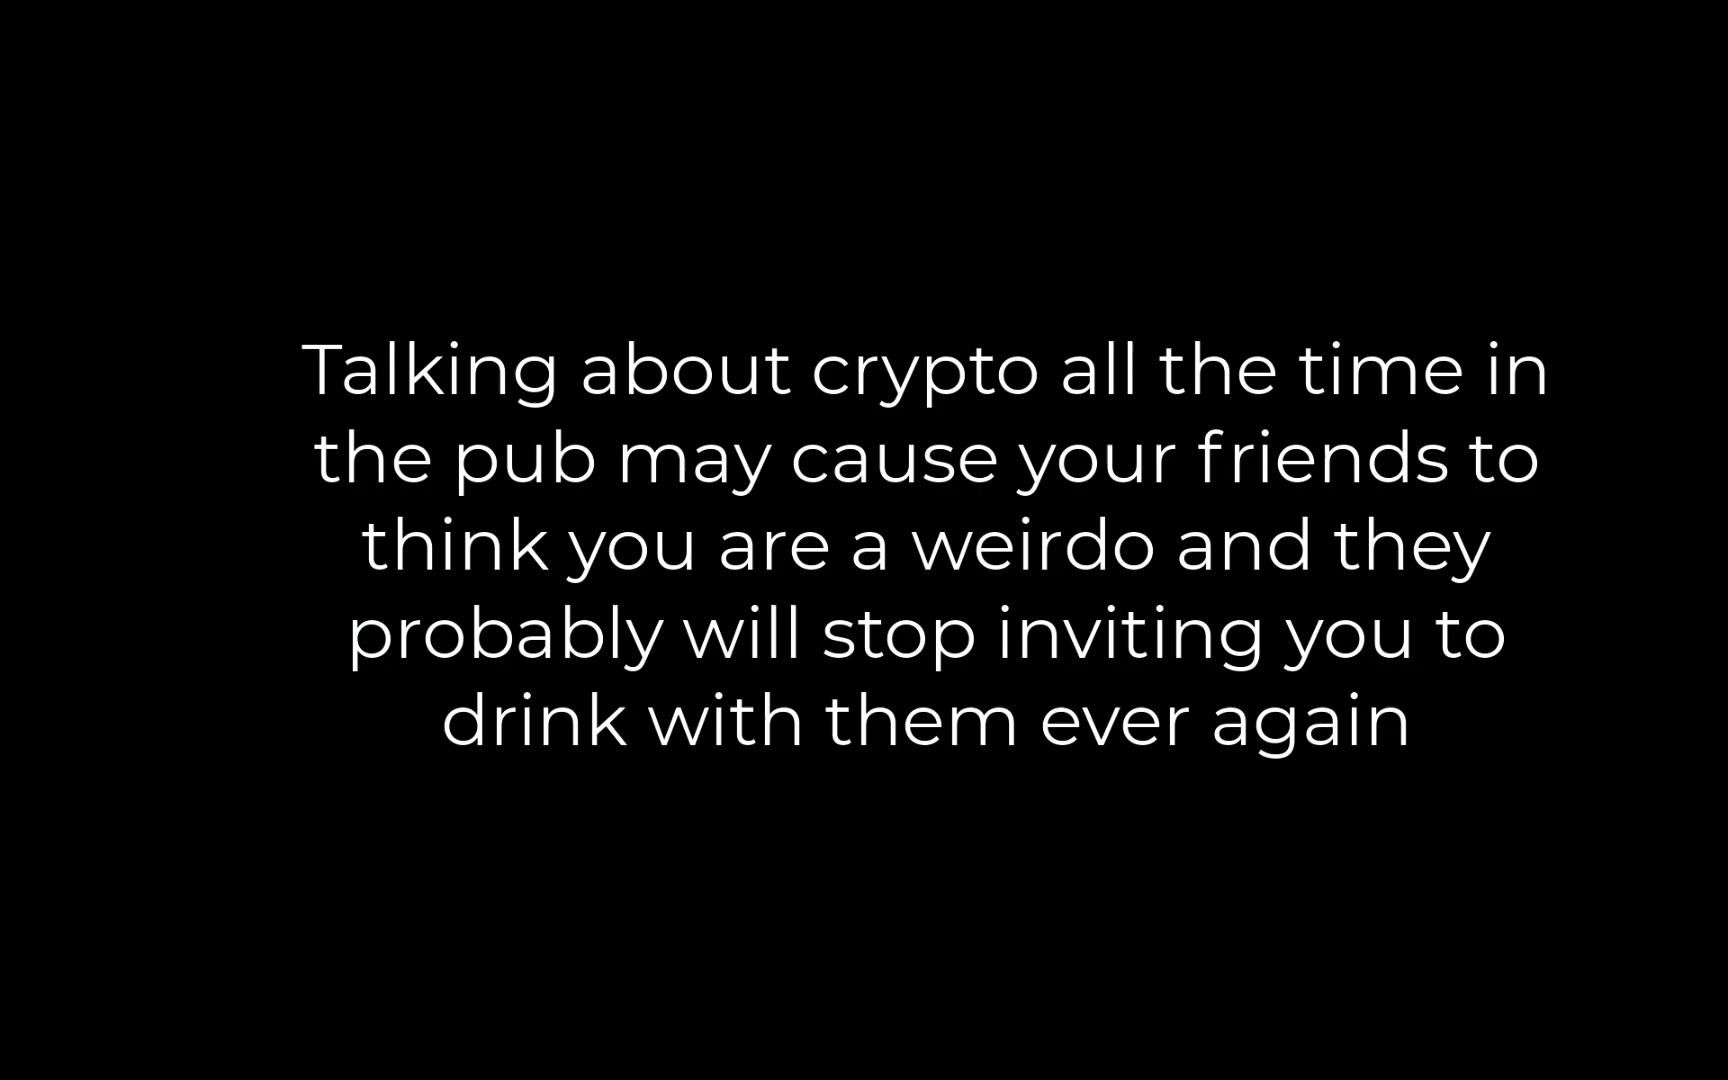 Talking about crypto all the time in
the pub may cause your friends to
think you are a weirdo and they
probably will stop inviting you to
drink with them ever again